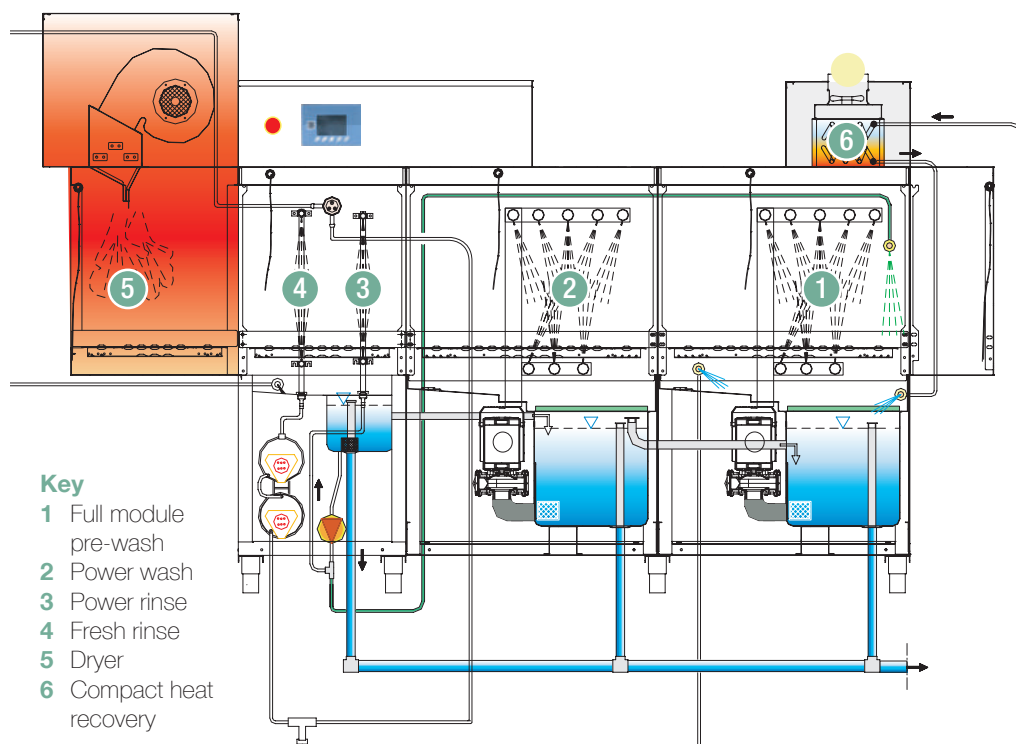 6
5
4
3
2
1
Key
1 Full module
pre-wash
2 Power wash
3 Power rinse
4 Fresh rinse
5 Dryer
6 Compact heat
recovery